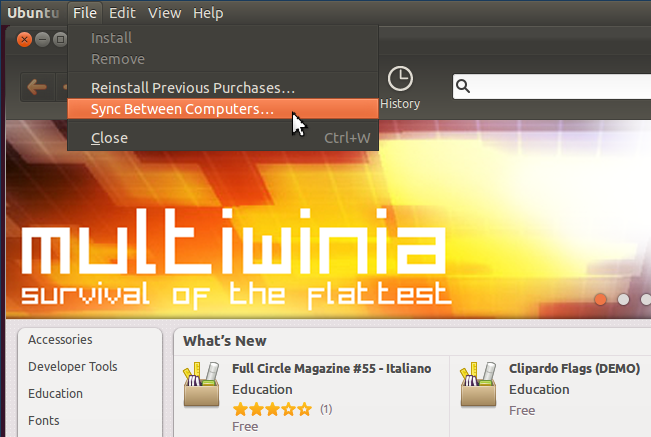 Ubuntu File Edit View Help
Install
Remove
Reinstall Previous Purchases...
Sync Between Computers...
Close Ctrl+W
History
multiwinia
survival of the flattest
Accessories
Developer Tools
Education
Fonts
What's New
Full Circle Magazine #55 - Italiano
Education
(1)
Free
Clipardo Flags (DEMO)
Education
Free